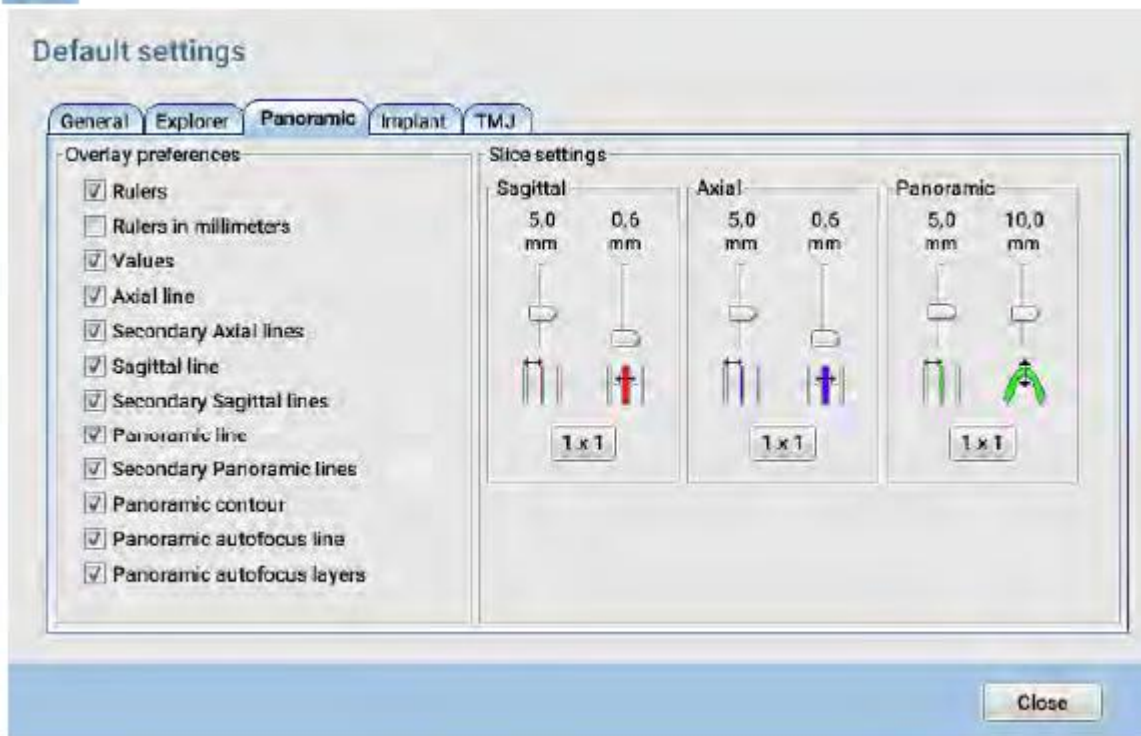 Default settings
General Explorer Panoramic Implant TMJ
Overlay preferences
Rulers
Rulers in millimeters
Values
Axial line
Secondary Axial lines
Sagittal line
Secondary Sagittal lines
Panoramic line
Secondary Panoramic lines
Panoramic contour
Panoramic autofocus line
Panoramic autofocus layers
Slice settings
Sagittal
5,0 0,6
mm mm
1 x 1
Axial
5,0 0,6
mm mm
1 x 1
Panoramic
5,0 10,0
mm mm
1 x 1
Close